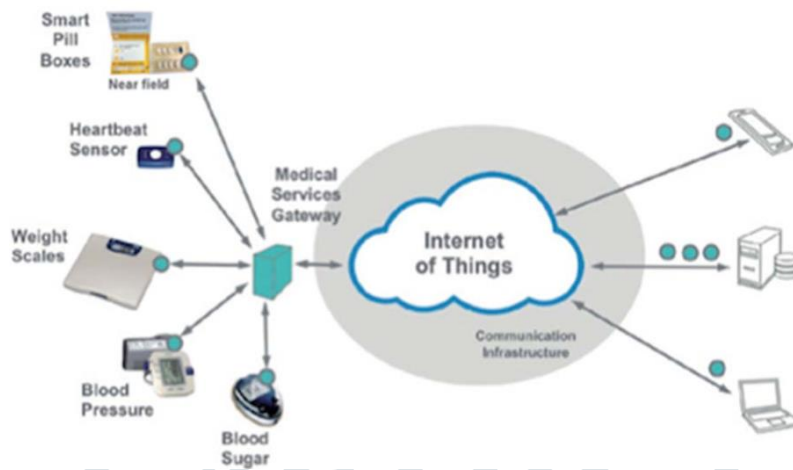 Smart
Pill
Boxes
Near field
Heartbeat
Sensor
Medical
Services
Gateway
Weight
Scales
Internet
of Things
Communication
Infrastructure
Blood
Pressure
Blood
Sugar